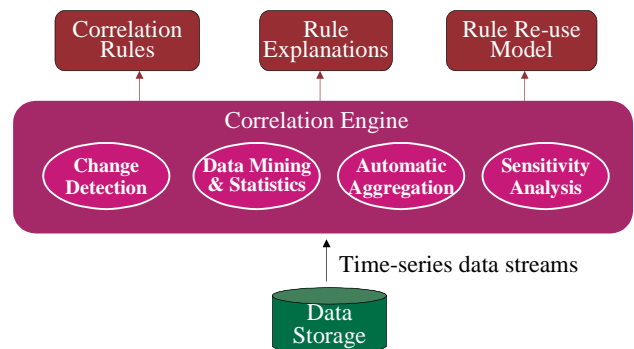 Correlation
Rules
Rule
Explanations
Rule Re-use
Model
Correlation Engine
Change
Detection
Data Mining
& Statistics
Automatic
Aggregation
Sensitivity
Analysis
Time-series data streams
Data
Storage